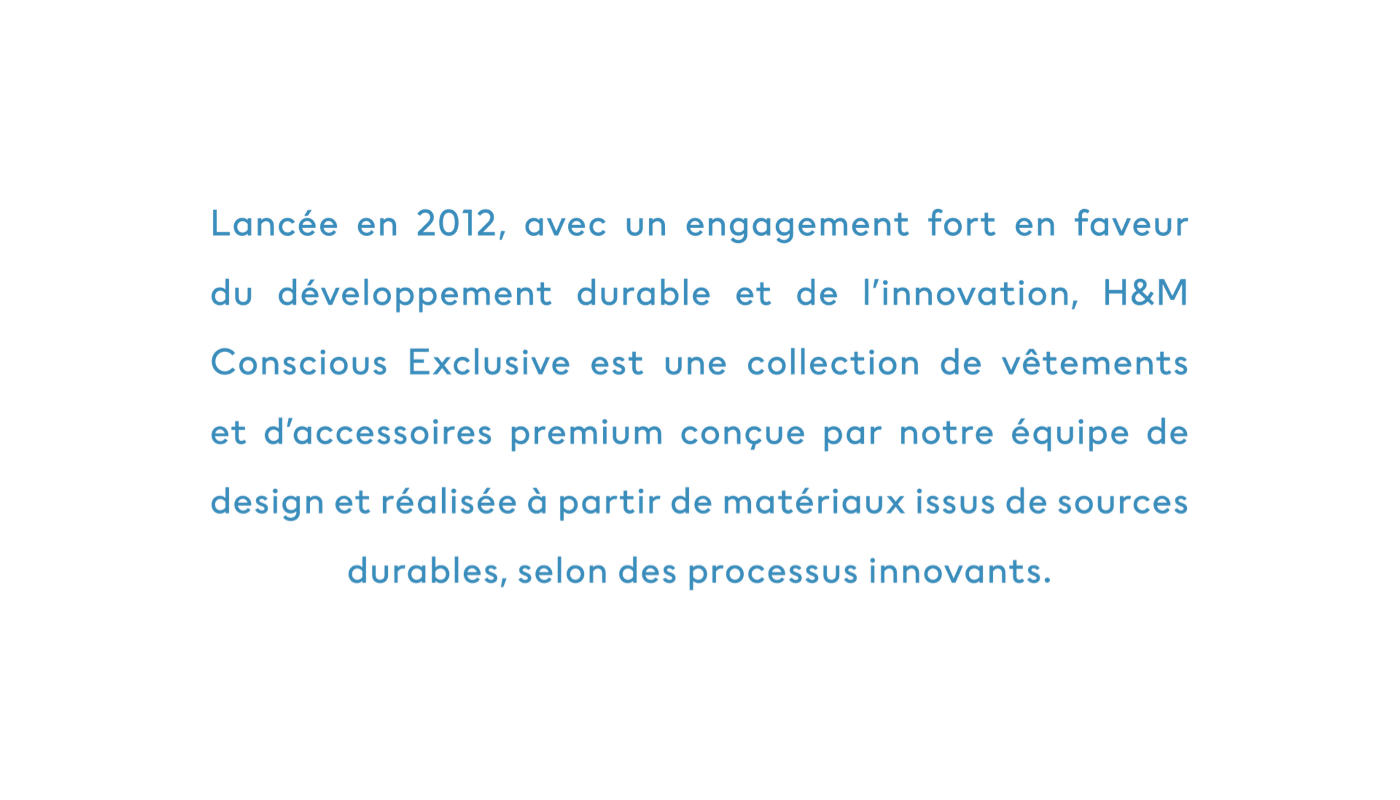 Lancée en 2012, avec un engagement fort en faveur
du développement durable et de l’innovation, H&M
Conscious Exclusive est une collection de vêtements
et d’accessoires premium conçue par notre équipe de
design et réalisée à partir de matériaux issus de sources
durables, selon des processus innovants.